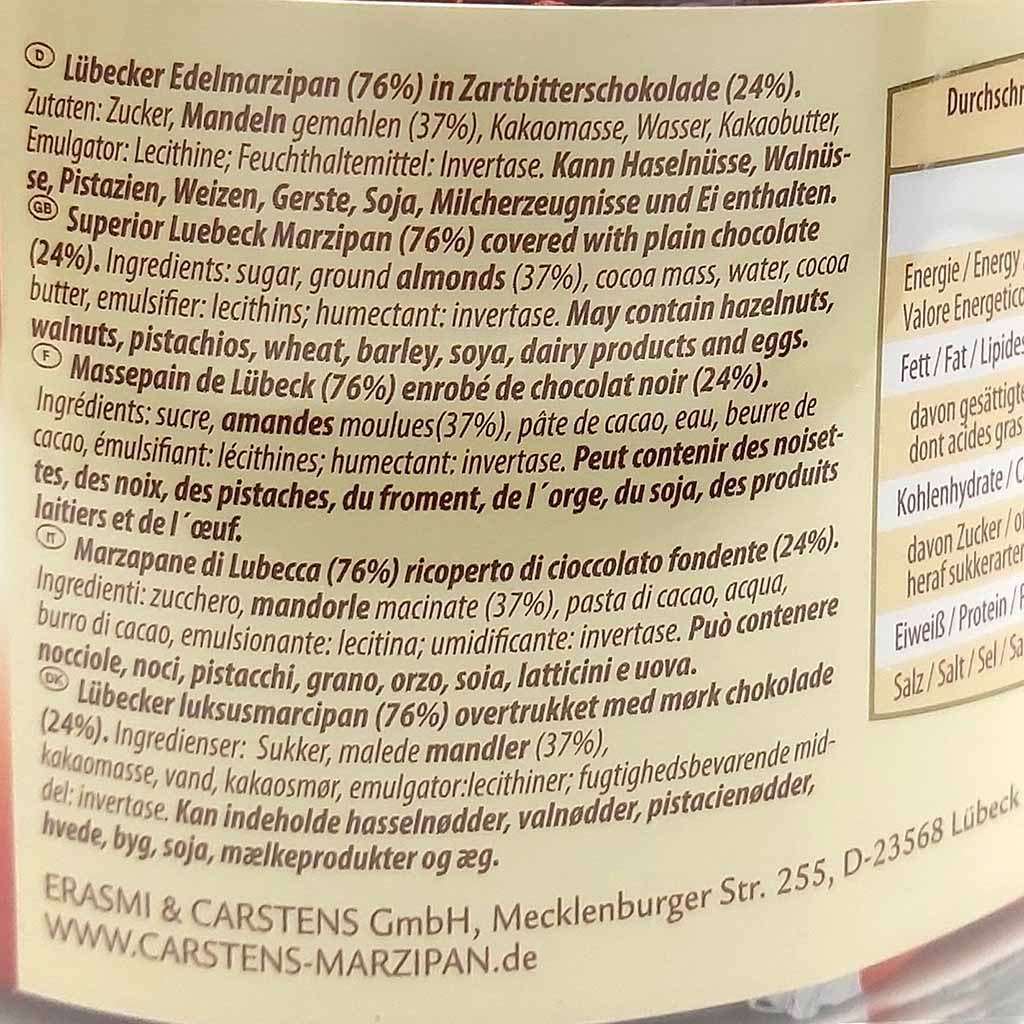 D Lübecker Edelmarzipan (76%) in Zartbitterschokolade (24%).
Zutaten: Zucker, Mandeln gemahlen (37%), Kakaomasse, Wasser, Kakaobutter,
Emulgator: Lecithine; Feuchthaltemittel: Invertase. Kann Haselnüsse, Walnüs-
se, Pistazien, Weizen, Gerste, Soja, Milcherzeugnisse und Ei enthalten.
GB Superior Luebeck Marzipan (76%) covered with plain chocolate
(24%). Ingredients: sugar, ground almonds (37%), cocoa mass, water, cocoa
butter, emulsifier: lecithins; humectant: invertase. May contain hazelnuts,
walnuts, pistachios, wheat, barley, soya, dairy products and eggs.
F Massepain de Lübeck (76%) enrobé de chocolat noir (24%).
Ingrédients: sucre, amandes moulues(37%), pâte de cacao, eau, beurre de
cacao, émulsifiant: lécithines; humectant: invertase. Peut contenir des noiset-
tes, des noix, des pistaches, du froment, de l´orge, du soja, des produits
laitiers et de l´œuf.
IT Marzapane di Lubecca (76%) ricoperto di cioccolato fondente (24%).
Ingredienti: zucchero, mandorle macinate (37%), pasta di cacao, acqua,
burro di cacao, emulsionante: lecitina; umidificante: invertase. Può contenere
nocciole, noci, pistacchi, grano, orzo, soia, latticini e uova.
DK Lübecker luksusmarcipan (76%) overtrukket med mørk chokolade
(24%). Ingredienser: Sukker, malede mandler (37%),
kakaomasse, vand, kakaosmør, emulgator:lecithiner; fugtighedsbevarende mid-
del: invertase. Kan indeholde hasselnødder, valnødder, pistacienødder,
hvede, byg, soja, mælkeprodukter og æg.
ERASMI & CARSTENS GmbH, Mecklenburger Str. 255, D-23568 Lübeck
WWW.CARSTENS-MARZIPAN.de
Durchschn
Energie / Energy
Valore Energetico
Fett / Fat / Lipides
davon gesättigte
dont acides gras
Kohlenhydrate / C
davon Zucker / o
heraf sukkerarter
Eiweiß / Protein /
Salz / Salt / Sel / Sa